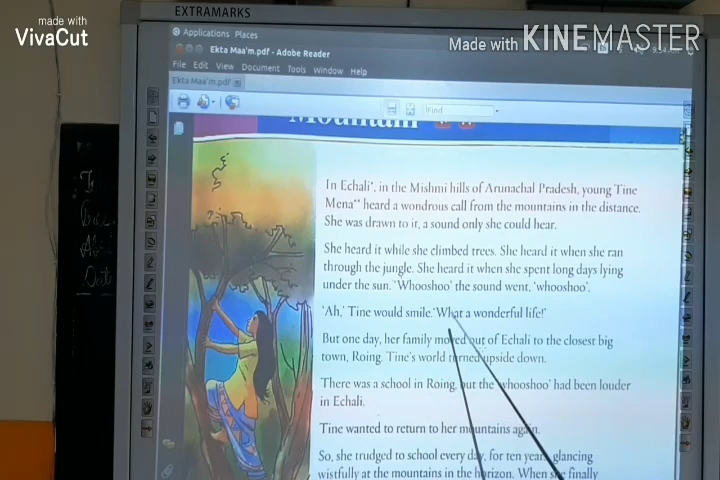 made with
VivaCut
EXTRAMARKS
Made with KINEMASTER
Applications Places
Ekta Maa'm.pdf - Adobe Reader
File Edit View Document Tools Window Help
Ekta Maa'm.pdf
Find
Mountain
In Echali*, in the Mishmi hills of Arunachal Pradesh, young Tine
Mena** heard a wondrous call from the mountains in the distance.
She was drawn to it, a sound only she could hear.
She heard it while she climbed trees. She heard it when she ran
through the jungle. She heard it when she spent long days lying
under the sun. 'Whooshoo' the sound went, 'whooshoo'.
'Ah,' Tine would smile. 'What a wonderful life!'
But one day, her family moved out of Echali to the closest big
town, Roing. Tine's world turned upside down.
There was a school in Roing, but the 'whooshoo' had been louder
in Echali.
Tine wanted to return to her mountains again.
So, she trudged to school every day, for ten years, glancing
wistfully at the mountains in the horizon. When she finally